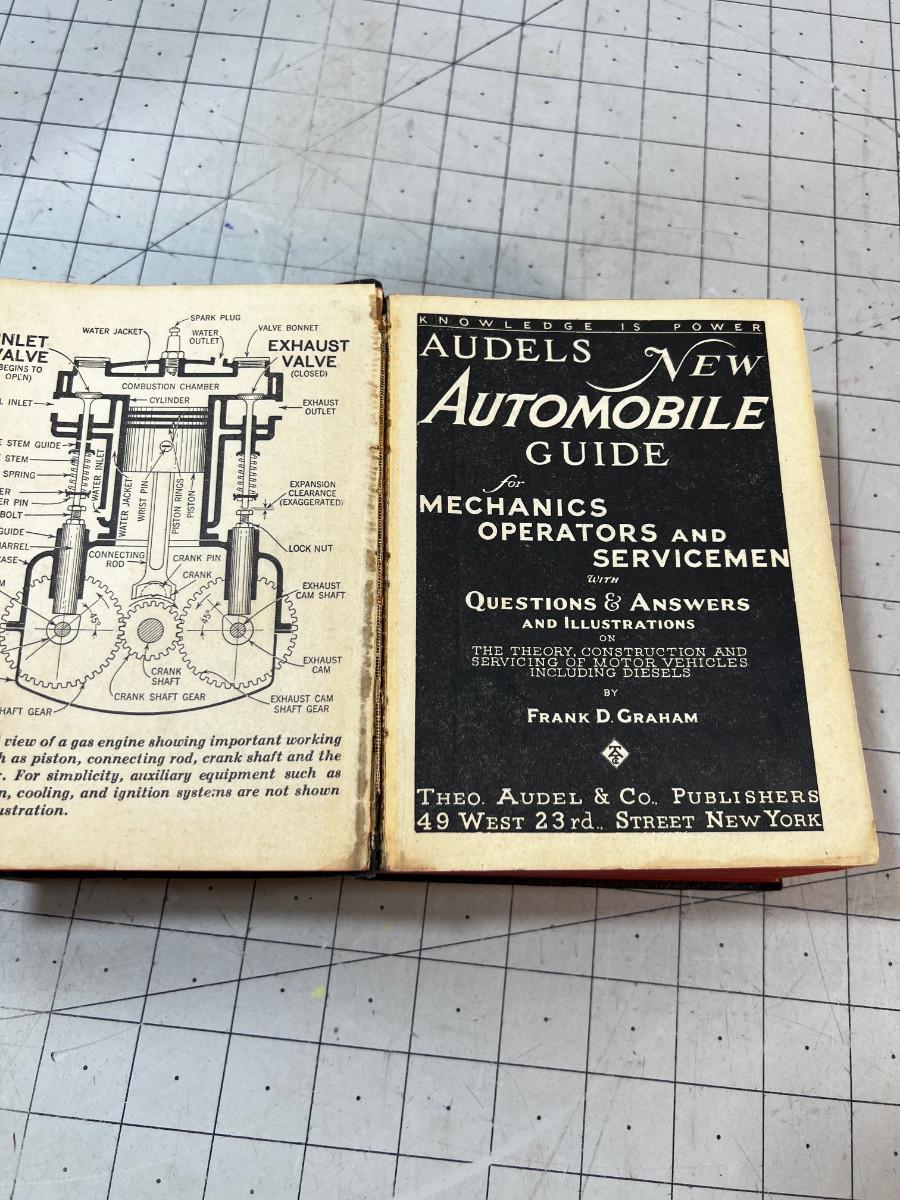 SPARK PLUG
WATER JACKET
WATER
OUTLET
VALVE BONNET
VALVE
EXHAUST
VALVE
(CLOSED)
BEGINS TO
OPEN)
COMBUSTION CHAMBER
CYLINDER
INLET
EXHAUST
OUTLET
STEM GUIDE
STEM
SPRING
PIN
BOLT
GUIDE
WATER INLET
WATER JACKET
WRIST PIN
PISTON RINGS
PISTON
EXPANSION
CLEARANCE
(EXAGGERATED)
LOCK NUT
CONNECTING
ROD
CRANK PIN
CRANK
EXHAUST
CAM SHAFT
45°
45°
EXHAUST
CAM
CRANK
SHAFT
CRANK SHAFT GEAR
EXHAUST CAM
SHAFT GEAR
SHAFT GEAR
view of a gas engine showing important working
as piston, connecting rod, crank shaft and the
For simplicity, auxiliary equipment such as
cooling, and ignition systems are not shown
KNOWLEDGE IS POWER
AUDELS NEW
AUTOMOBILE
GUIDE
for
MECHANICS
OPERATORS AND
SERVICEMEN
WITH
QUESTIONS & ANSWERS
AND ILLUSTRATIONS
ON
THE THEORY, CONSTRUCTION AND
SERVICING OF MOTOR VEHICLES
INCLUDING DIESELS
BY
FRANK D. GRAHAM
THEO. AUDEL & CO., PUBLISHERS
49 WEST 23rd., STREET NEW YORK